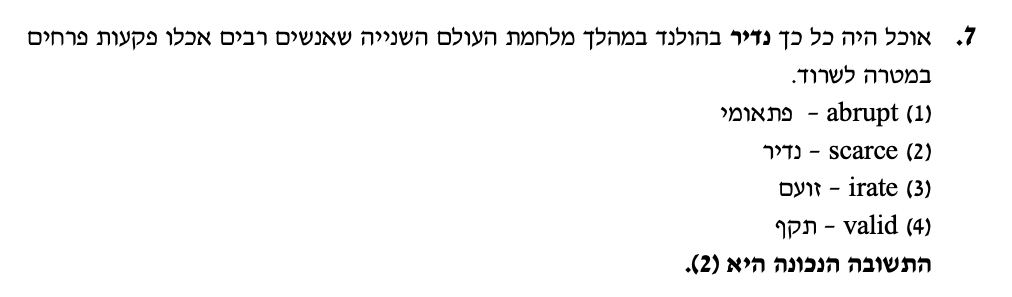 7. אוכל היה כל כך נדיר בהולנד במהלך מלחמת העולם השנייה שאנשים רבים אכלו פקעות פרחים
במטרה לשרוד.
(1) abrupt – פתאומי
(2) scarce – נדיר
(3) irate – זועם
(4) valid – תקף
התשובה הנכונה היא (2).